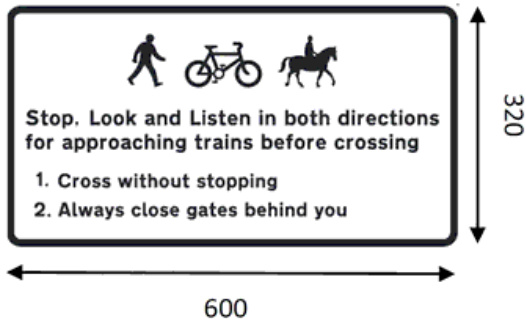 Stop. Look and Listen in both directions
for approaching trains before crossing
1. Cross without stopping
2. Always close gates behind you
320
600